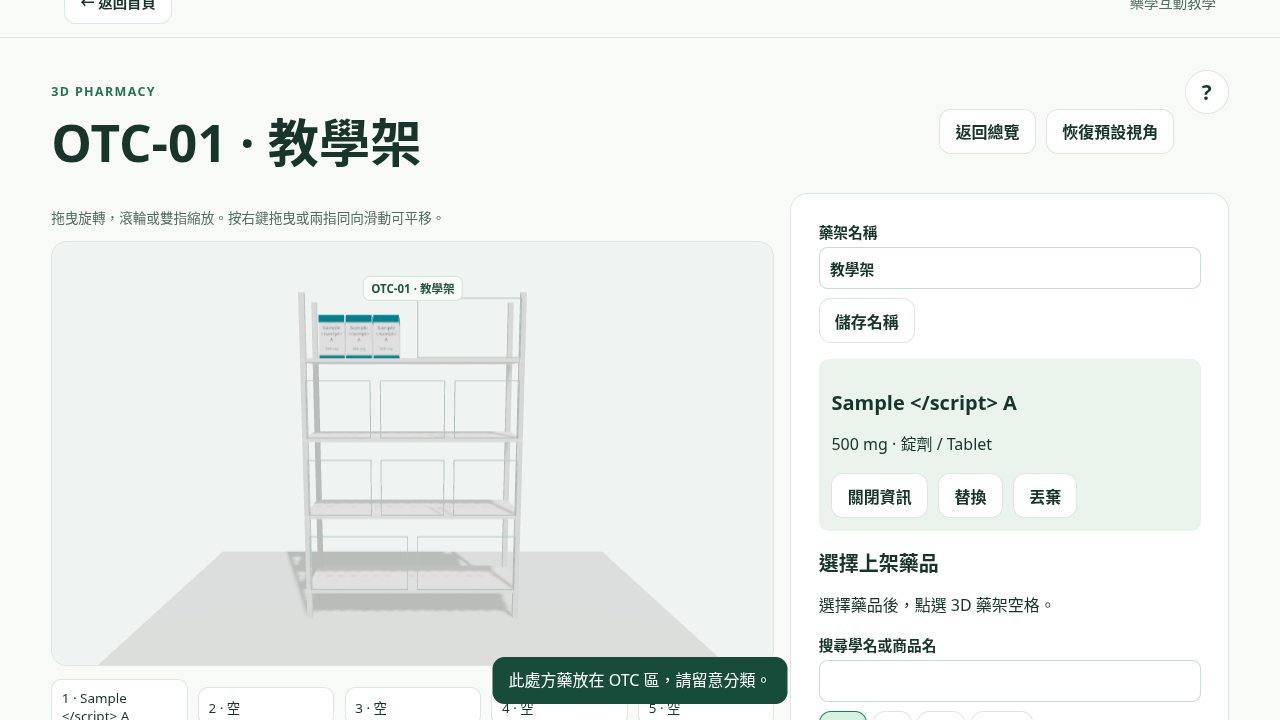 ← 返回首頁
藥學互動教學
3D PHARMACY
?
OTC-01 · 教學架
返回總覽
恢復預設視角
拖曳旋轉，滾輪或雙指縮放。按右鍵拖曳或兩指同向滑動可平移。
OTC-01 · 教學架
藥架名稱
教學架
儲存名稱
Sample </script> A
500 mg · 錠劑 / Tablet
關閉資訊
替換
丟棄
選擇上架藥品
選擇藥品後，點選 3D 藥架空格。
搜尋學名或商品名
此處方藥放在 OTC 區，請留意分類。
1 · Sample
</script> A
2 · 空
3 · 空
4 · 空
5 · 空